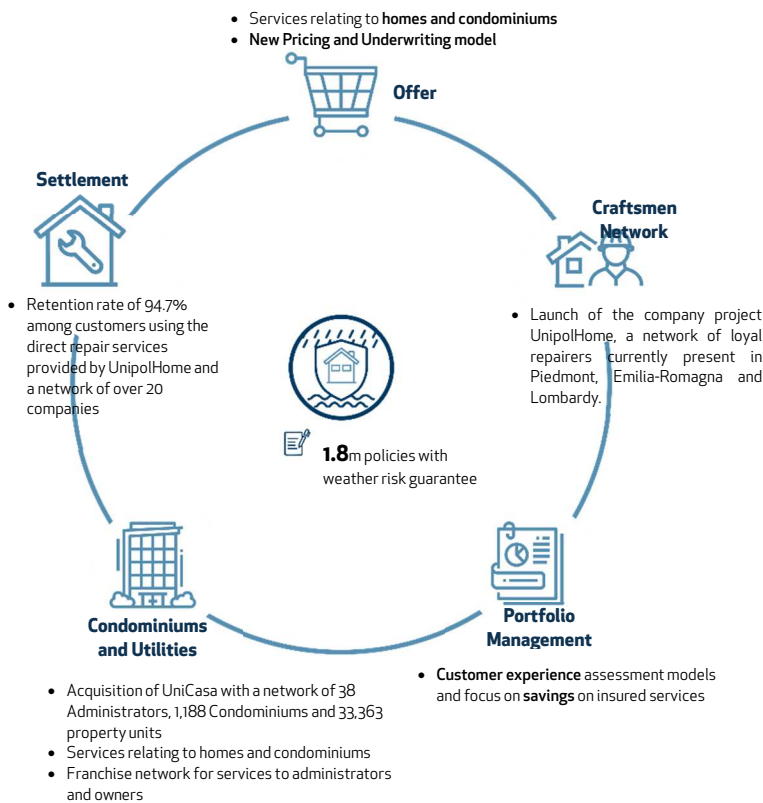 • Services relating to homes and condominiums
• New Pricing and Underwriting model
Offer
Settlement
• Retention rate of 94.7%
among customers using the
direct repair services
provided by UnipolHome and
a network of over 20
companies
Craftsmen
Network
• Launch of the company project
UnipolHome, a network of loyal
repairers currently present in
Piedmont, Emilia-Romagna and
Lombardy.
1.8m policies with
weather risk guarantee
Condominiums
and Utilities
• Acquisition of UniCasa with a network of 38
Administrators, 1,188 Condominiums and 33,363
property units
• Services relating to homes and condominiums
• Franchise network for services to administrators
and owners
Portfolio
Management
• Customer experience assessment models
and focus on savings on insured services